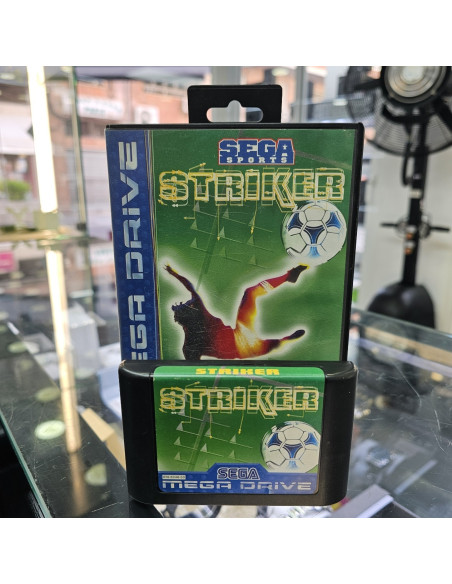 SEGA
SPORTS
STRIKER
MEGA DRIVE
STRIKER
STRIKER
SEGA
MEGA DRIVE